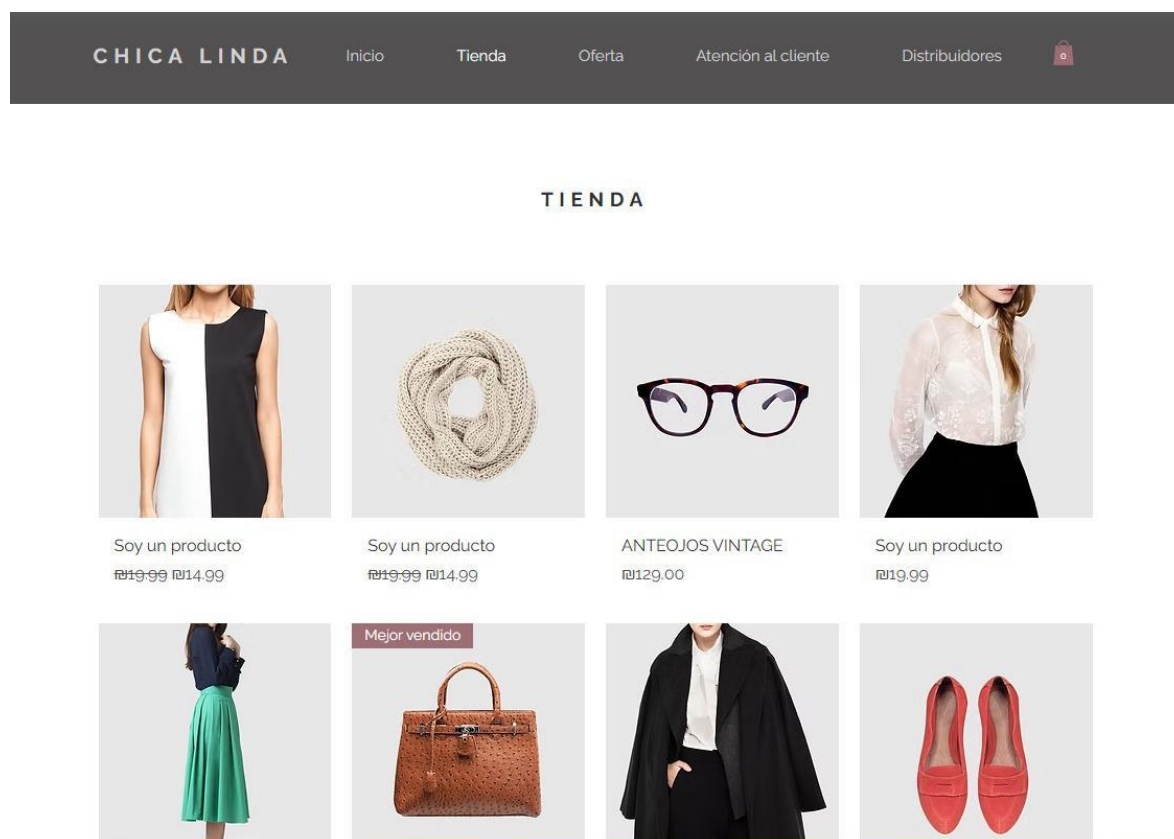 CHICA LINDA Inicio Tienda Oferta Atención al cliente Distribuidores 0
TIENDA
Soy un producto Soy un producto ANTEOJOS VINTAGE Soy un producto
₪19.99 ₪14.99 ₪19.99 ₪14.99 ₪129.00 ₪19.99
Mejor vendido